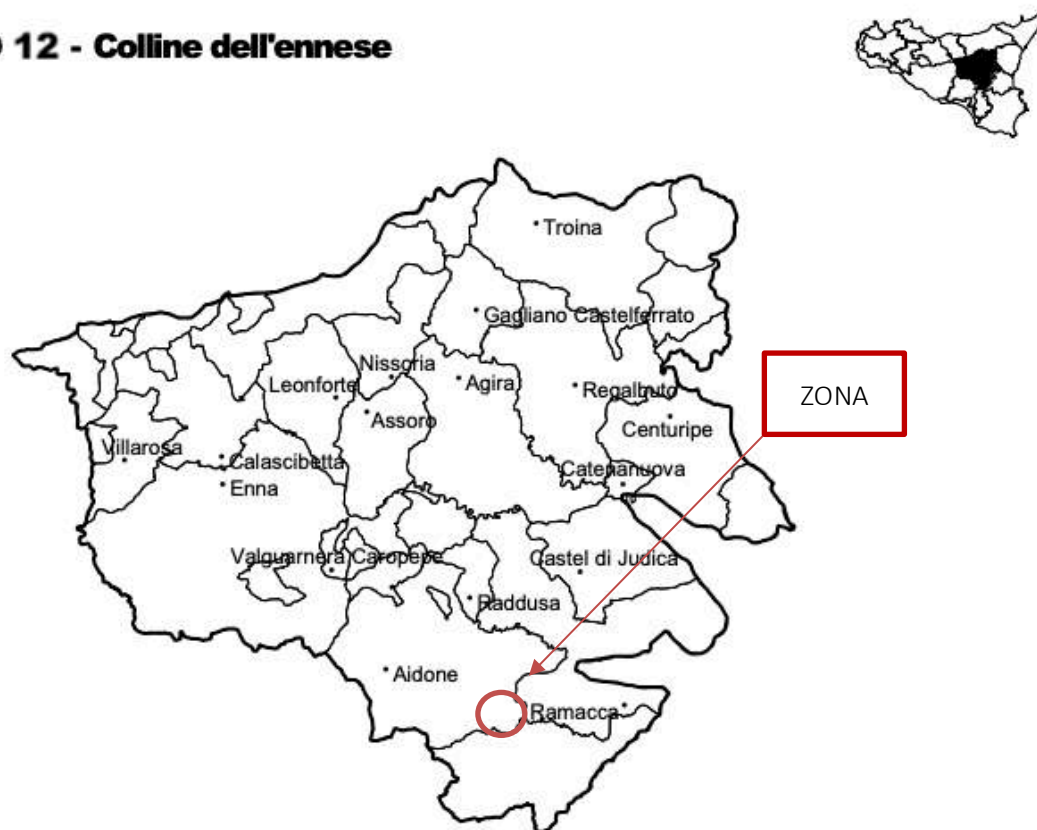 12 - Colline dell'ennese
Troina
Gagliano Castelferrato
Nissoria
Leonforte
Agira
Regalbuto
ZONA
Assoro
Centuripe
Villarosa
Calascibetta
Catenanuova
Enna
Valguarnera Caropepe
Castel di Judica
Raddusa
Aidone
Ramacca